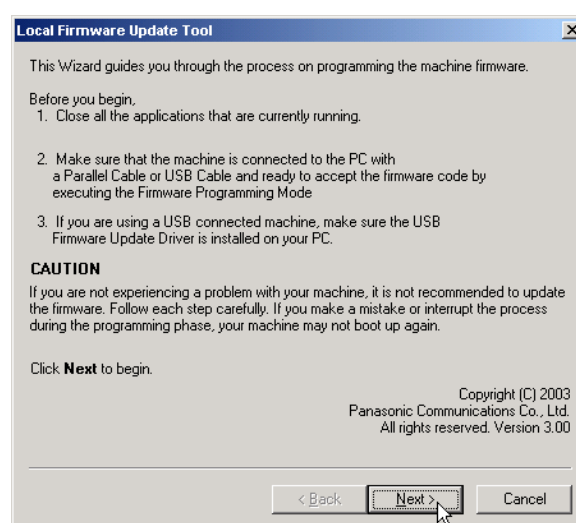 Local Firmware Update Tool
This Wizard guides you through the process on programming the machine firmware.
Before you begin,
1. Close all the applications that are currently running.
2. Make sure that the machine is connected to the PC with
a Parallel Cable or USB Cable and ready to accept the firmware code by
executing the Firmware Programming Mode
3. If you are using a USB connected machine, make sure the USB
Firmware Update Driver is installed on your PC.
CAUTION
If you are not experiencing a problem with your machine, it is not recommended to update
the firmware. Follow each step carefully. If you make a mistake or interrupt the process
during the programming phase, your machine may not boot up again.
Click Next to begin.
Copyright (C) 2003
Panasonic Communications Co., Ltd.
All rights reserved. Version 3.00
< Back Next > Cancel